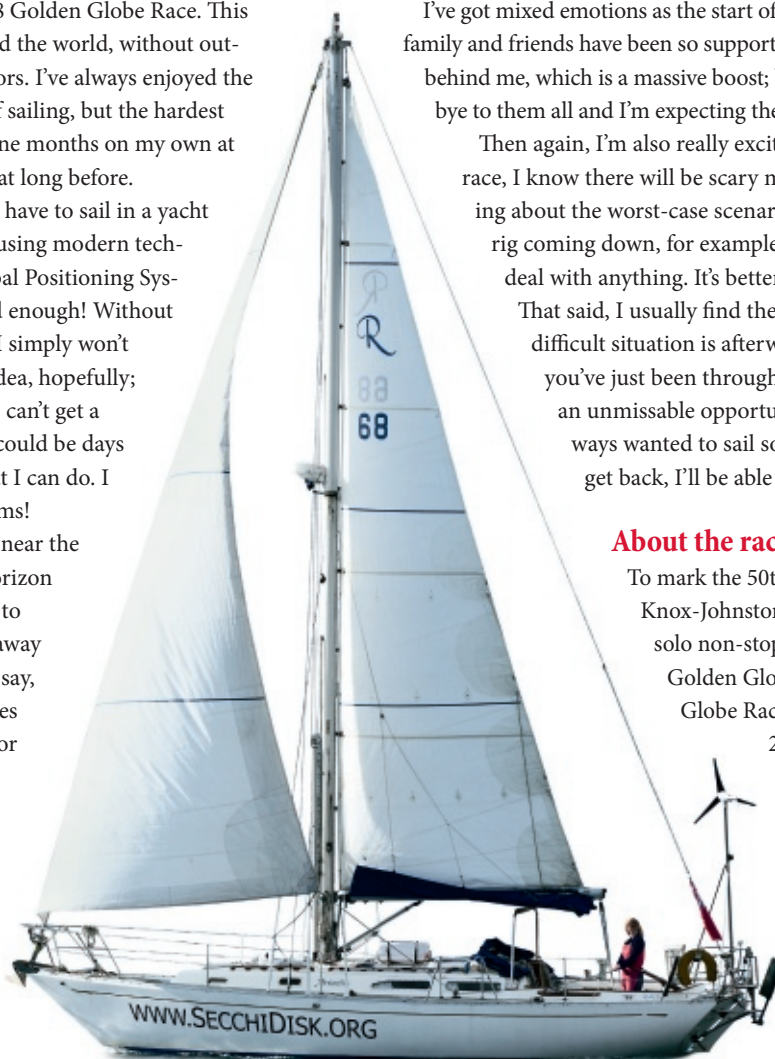 8 Golden Globe Race. This
d the world, without out-
ors. I've always enjoyed the
f sailing, but the hardest
ne months on my own at
at long before.
have to sail in a yacht
using modern tech-
bal Positioning Sys-
d enough! Without
I simply won't
dea, hopefully;
can't get a
could be days
t I can do. I
ms!
near the
orizon
to
away
say,
es
or
I've got mixed emotions as the start of
family and friends have been so support
behind me, which is a massive boost;
bye to them all and I'm expecting the
Then again, I'm also really excit
race, I know there will be scary m
ing about the worst-case scenar
rig coming down, for example
deal with anything. It's better
That said, I usually find the
difficult situation is afterw
you've just been through
an unmissable opportu
ways wanted to sail so
get back, I'll be able
About the rac
To mark the 50t
Knox-Johnston
solo non-stop
Golden Glo
Globe Rac
2
R
68
WWW.SECCHIDISK.ORG